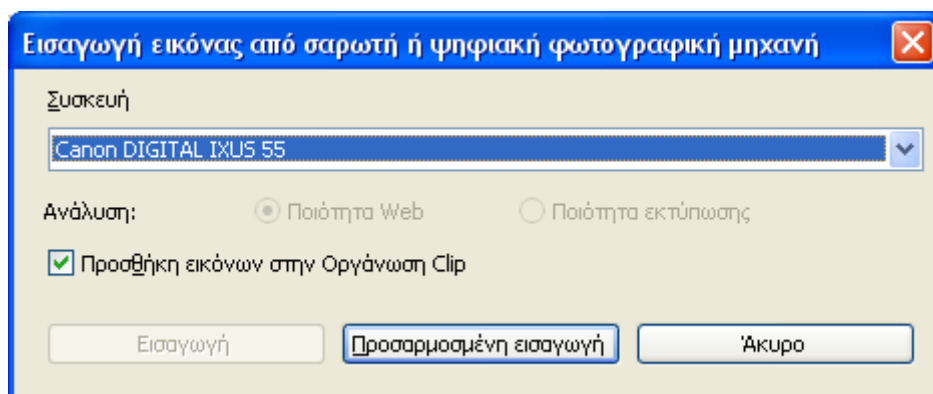 Εισαγωγή εικόνας από σαρωτή ή ψηφιακή φωτογραφική μηχανή
Συσκευή
Canon DIGITAL IXUS 55
Ανάλυση: Ποιότητα Web Ποιότητα εκτύπωσης
Προσθήκη εικόνων στην Οργάνωση Clip
Εισαγωγή Προσαρμοσμένη εισαγωγή Άκυρο